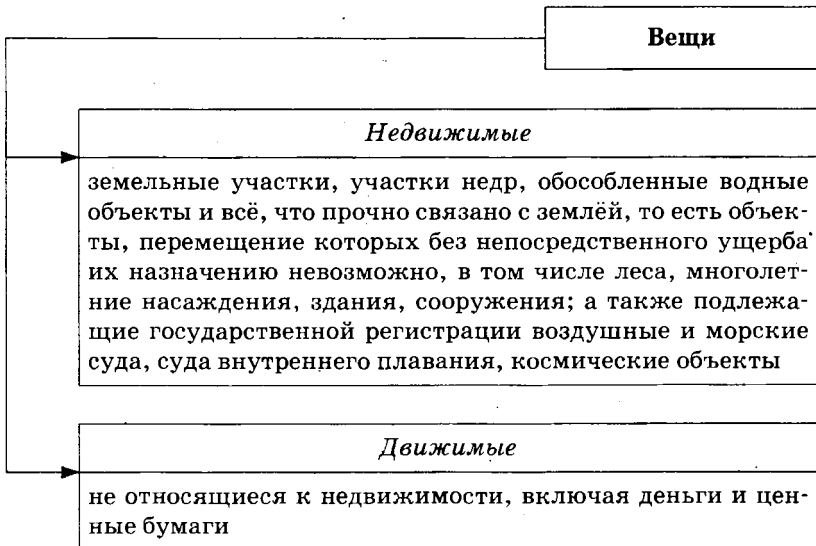 Вещи
Недвижимые
земельные участки, участки недр, обособленные водные
объекты и всё, что прочно связано с землёй, то есть объек-
ты, перемещение которых без непосредственного ущерба
их назначению невозможно, в том числе леса, многолет-
ние насаждения, здания, сооружения; а также подлежа-
щие государственной регистрации воздушные и морские
суда, суда внутреннего плавания, космические объекты
Движимые
не относящиеся к недвижимости, включая деньги и цен-
ные бумаги